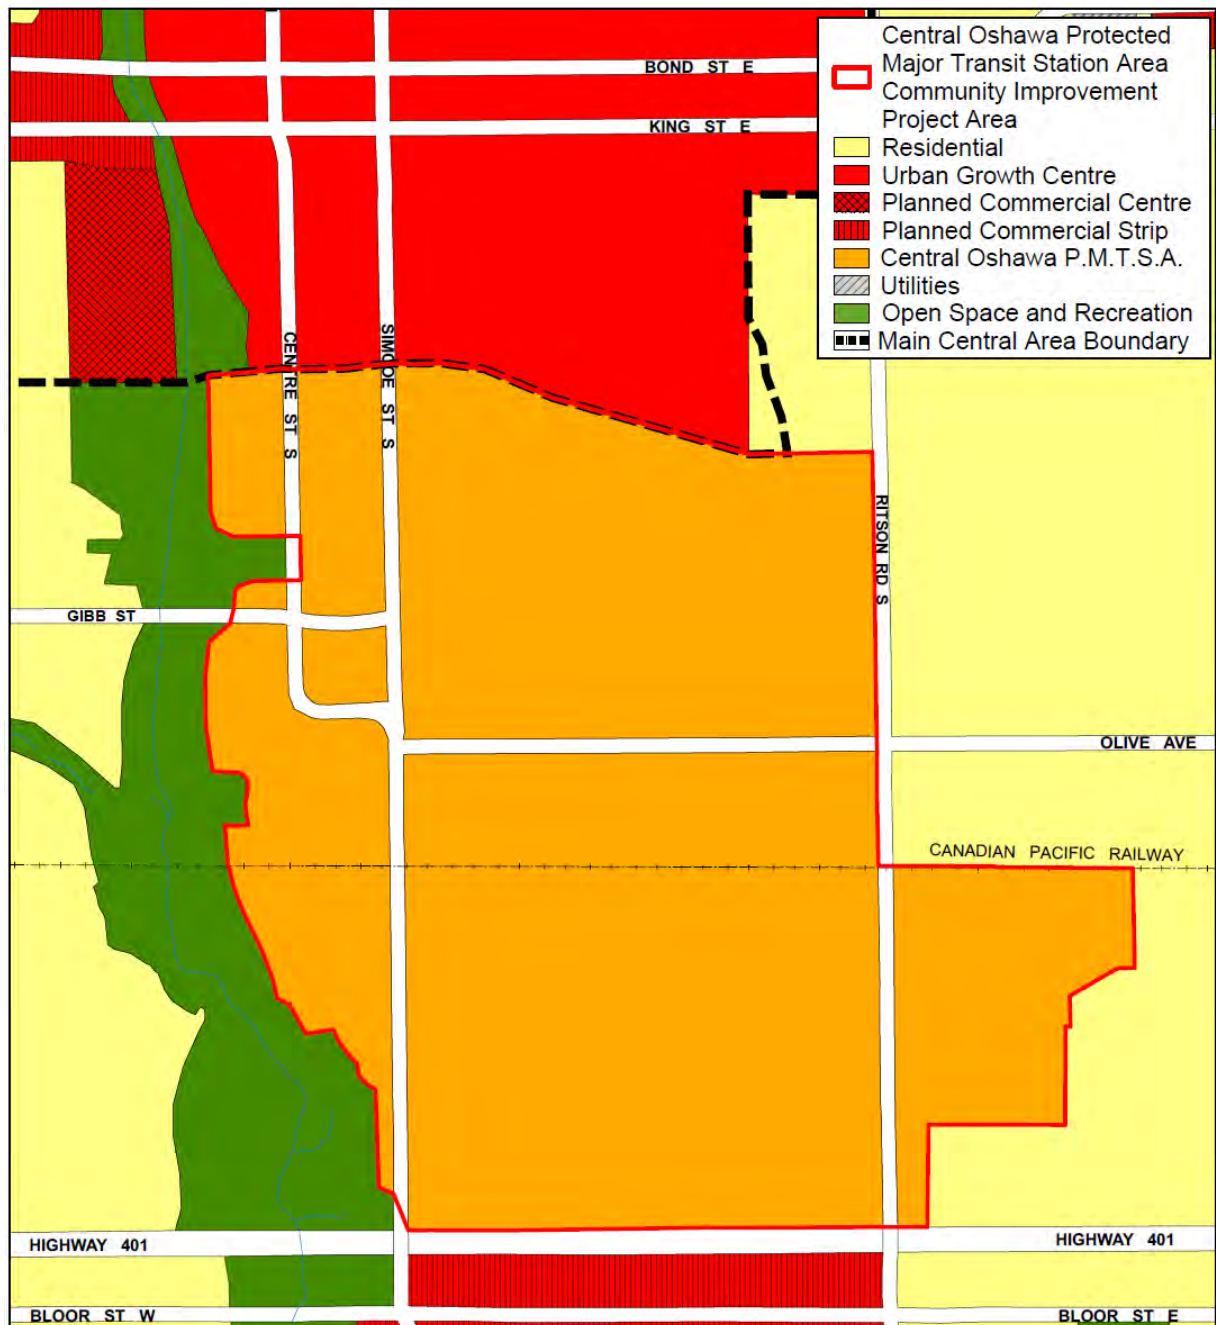 Central Oshawa Protected
Major Transit Station Area
Community Improvement
Project Area
Residential
Urban Growth Centre
Planned Commercial Centre
Planned Commercial Strip
Central Oshawa P.M.T.S.A.
Utilities
Open Space and Recreation
Main Central Area Boundary
BOND ST E
KING ST E
CENTRE ST S
SIMCOE ST S
RITSON RD S
GIBB ST
OLIVE AVE
CANADIAN PACIFIC RAILWAY
HIGHWAY 401
HIGHWAY 401
BLOOR ST W
BLOOR ST E